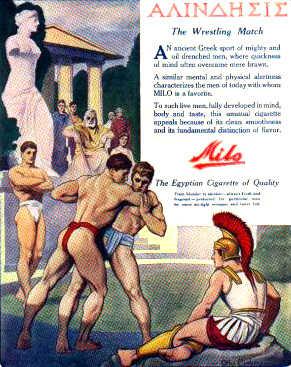 ΑΛΙΝΔΗΣΙΣ
The Wrestling Match
AN ancient Greek sport of mighty and
oil drenched men, where quickness
of mind often overcame mere brawn.
A similar mental and physical alertness
characterizes the men of today with whom
MILO is a favorite.
To such live men, fully developed in mind,
body and taste, this unusual cigarette
appeals because of its clean smoothness
and its fundamental distinction of flavor.
Milo
The Egyptian Cigarette of Quality